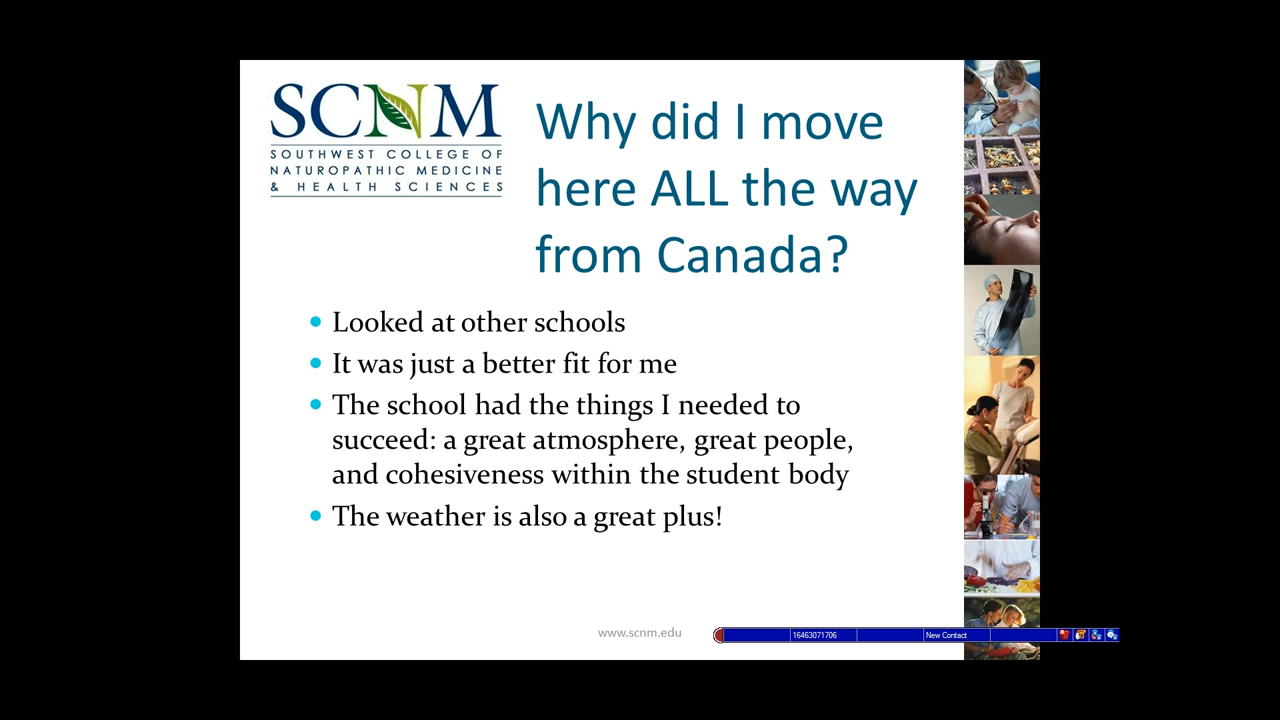 SCNM
SOUTHWEST COLLEGE OF
NATUROPATHIC MEDICINE
& HEALTH SCIENCES
Why did I move
here ALL the way
from Canada?
Looked at other schools
It was just a better fit for me
The school had the things I needed to
succeed: a great atmosphere, great people,
and cohesiveness within the student body
The weather is also a great plus!
www.scnm.edu
16463071706
New Contact